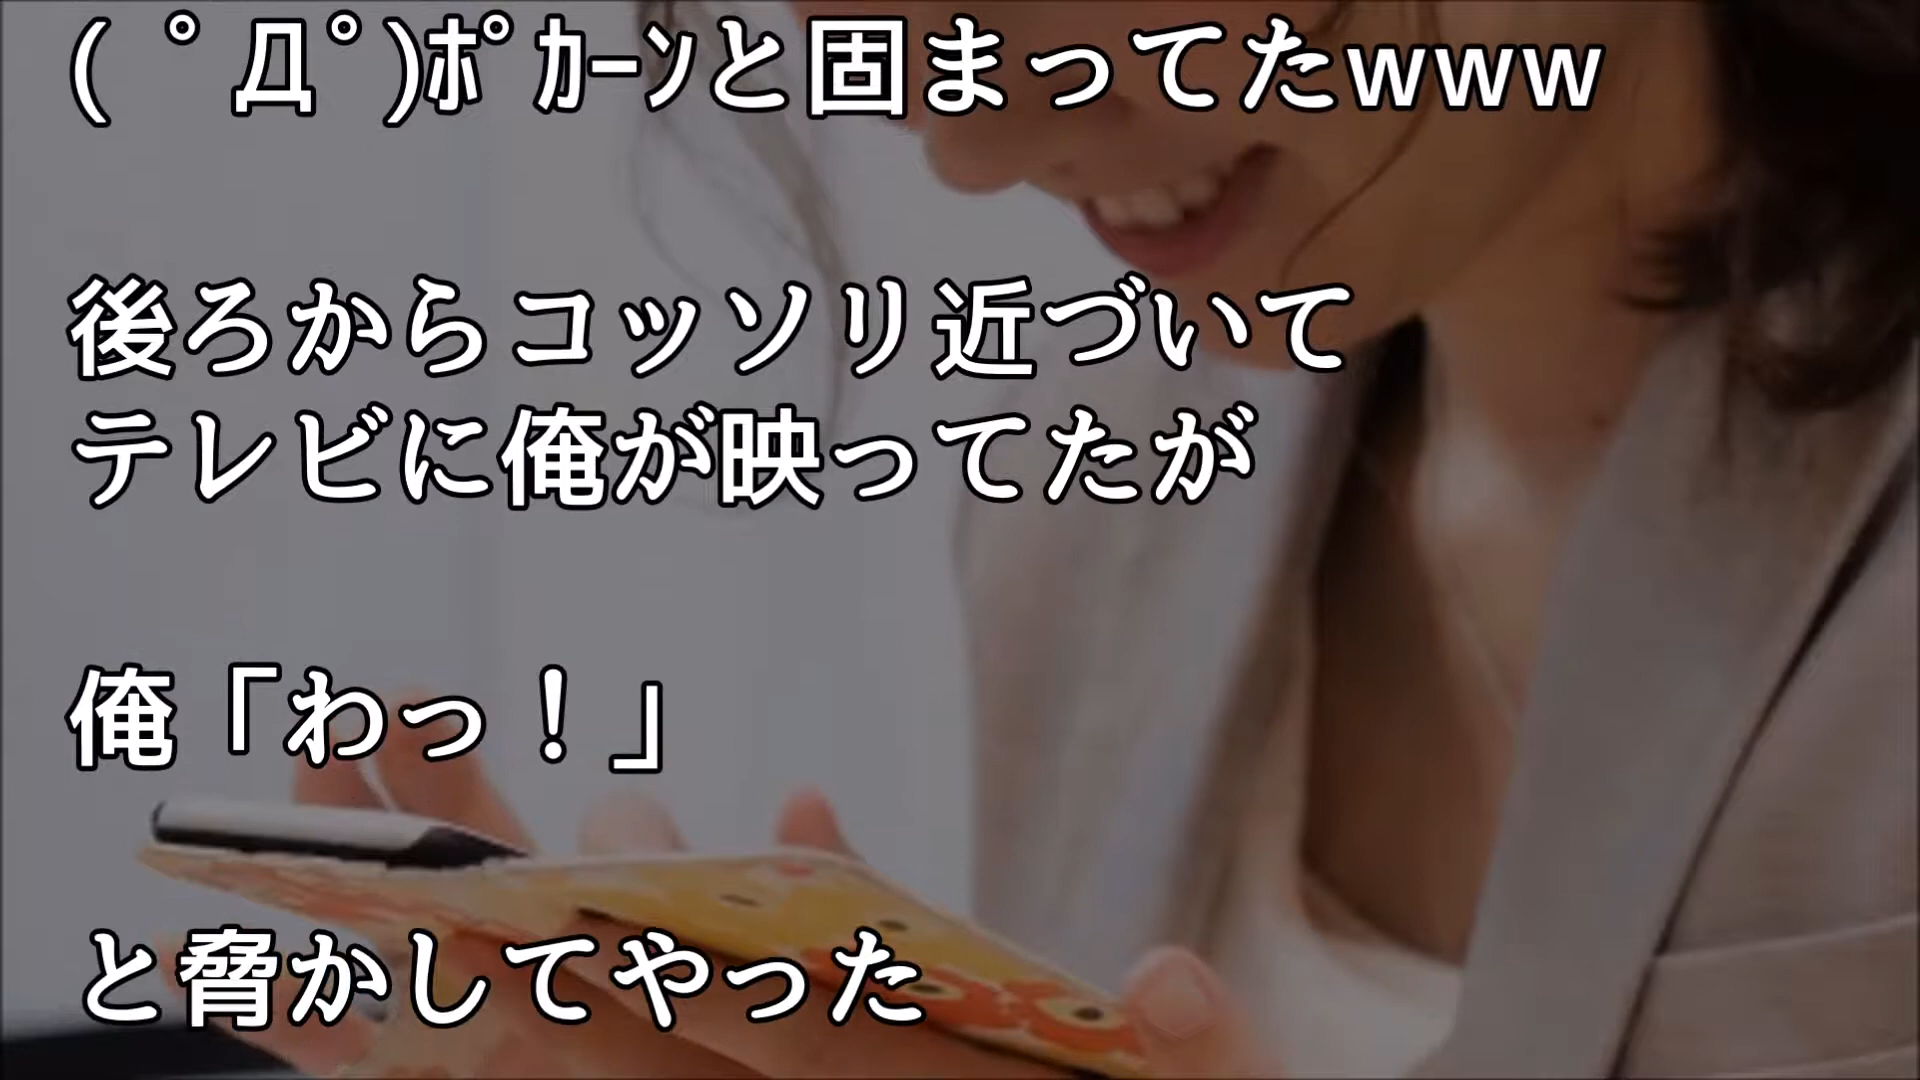 ( ﾟДﾟ)ﾎﾟｶｰﾝと固まってたwww
後ろからコッソリ近づいて
テレビに俺が映ってたが
俺「わっ！」
と脅かしてやった